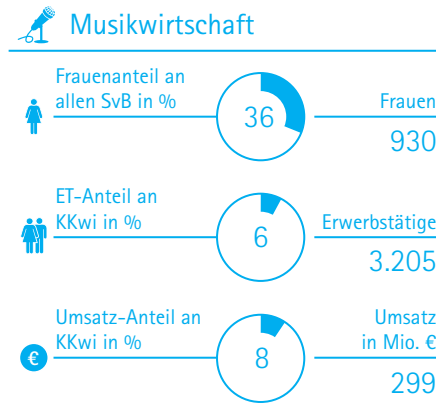 Musikwirtschaft
Frauenanteil an
allen SvB in %
36
Frauen
930
ET-Anteil an
KKwi in %
6
Erwerbstätige
3.205
Umsatz-Anteil an
KKwi in %
€
8
Umsatz
in Mio. €
299